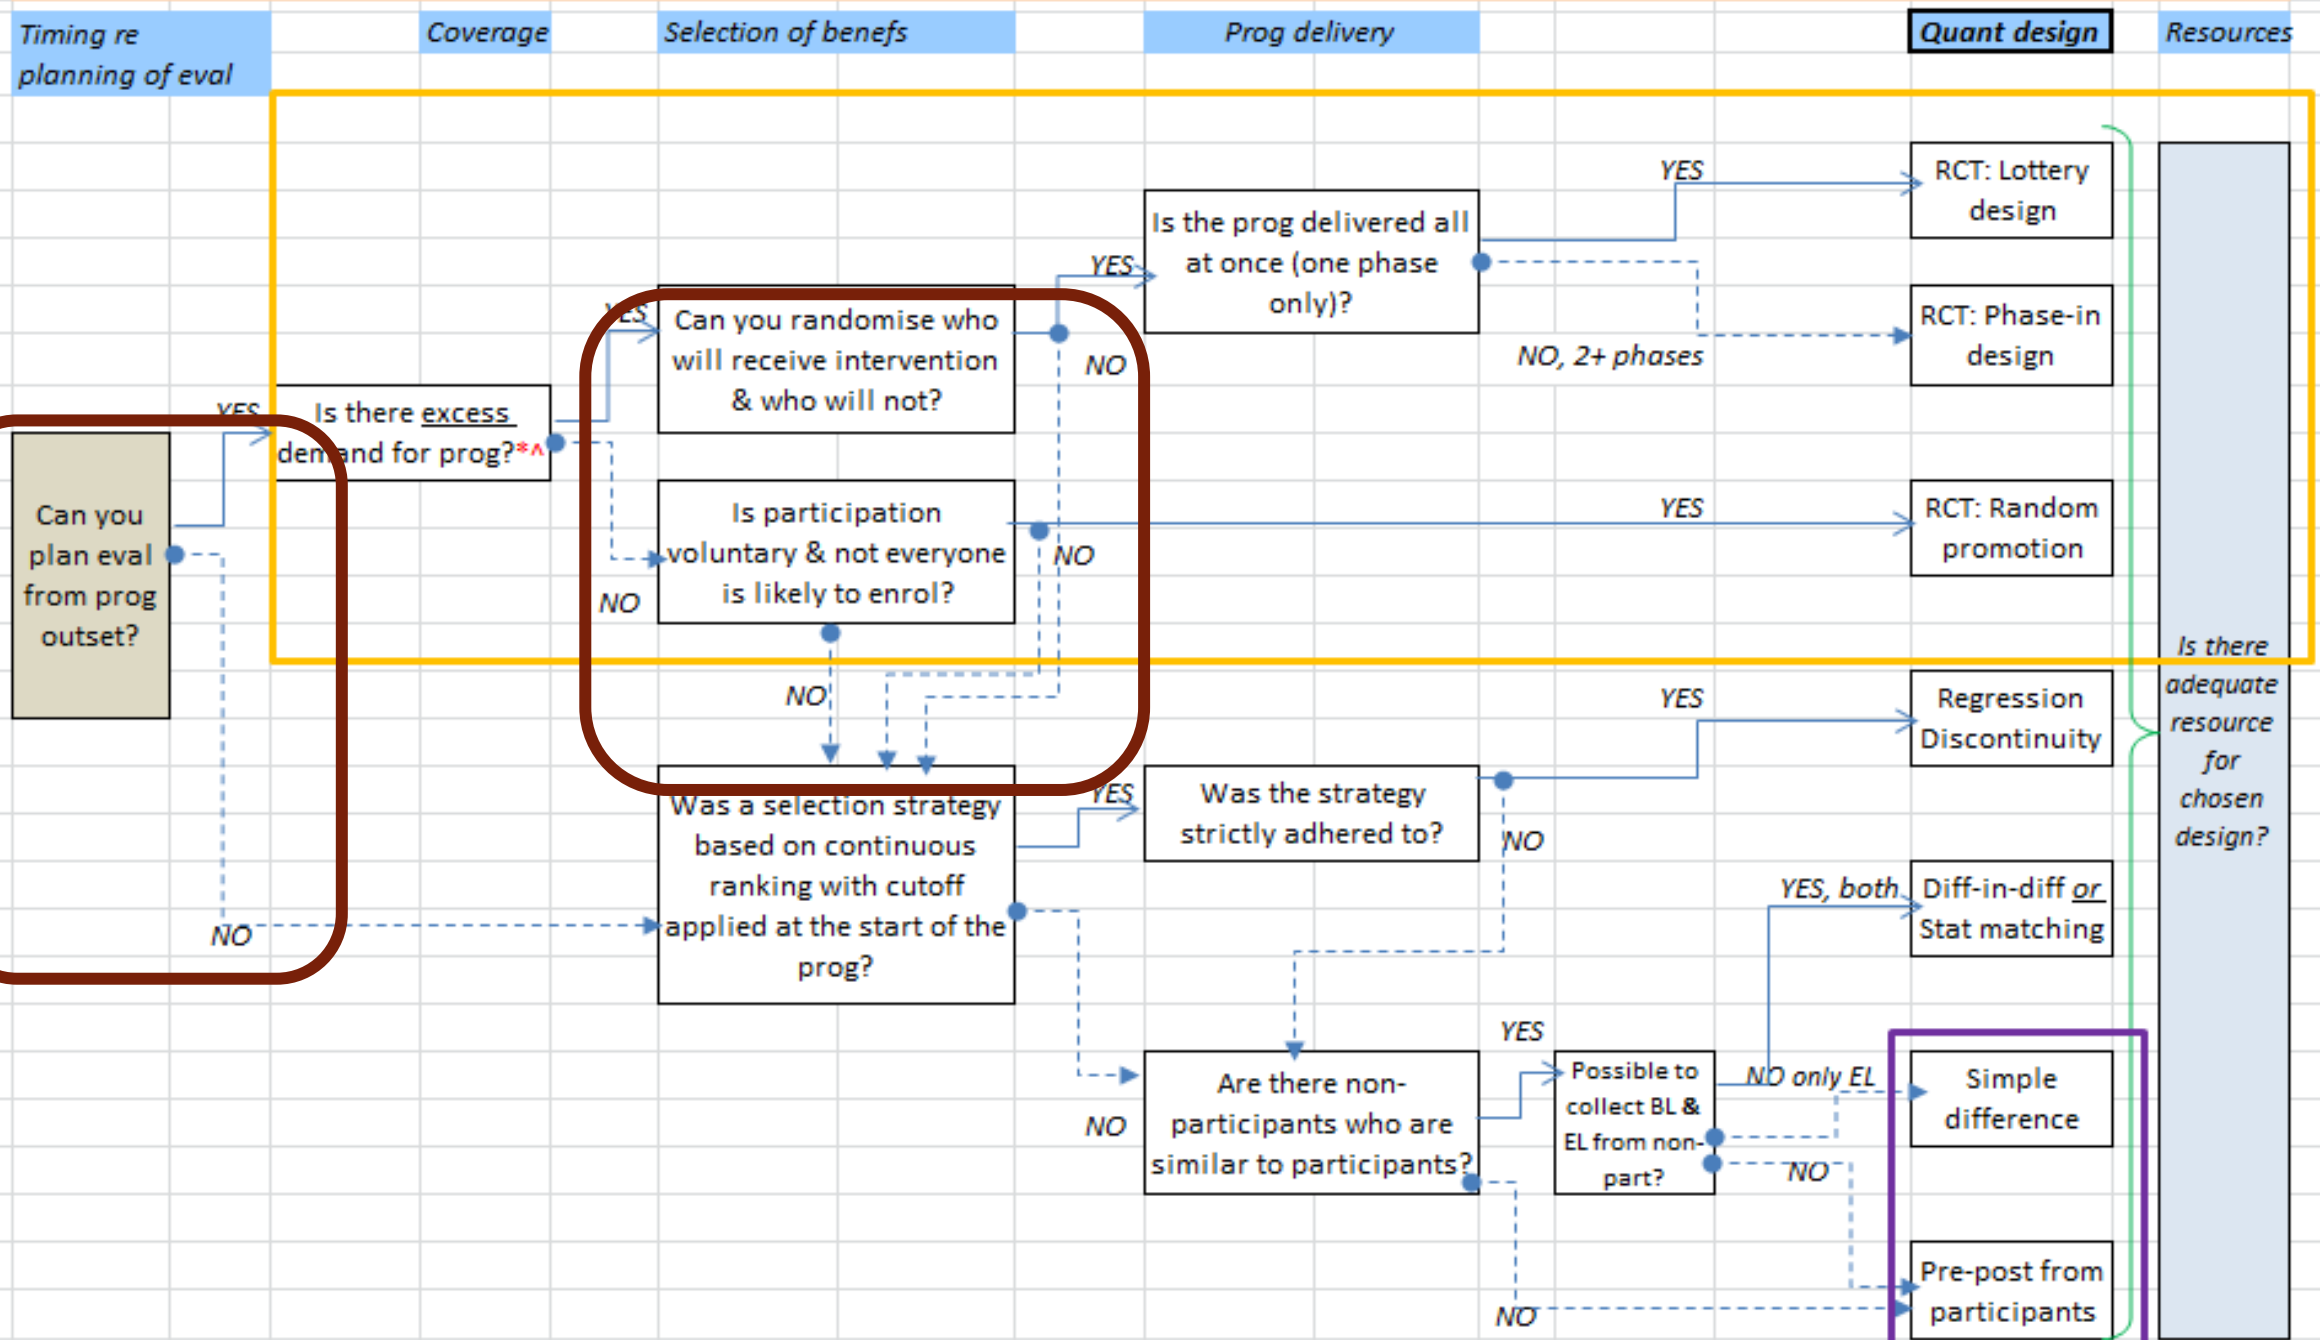 Timing re
planning of eval
Coverage
Selection of benefs
Prog delivery
Quant design
Resources
Can you
plan eval
from prog
outset?
YES
NO
Is there excess
demand for prog?*^
YES
NO
Can you randomise who
will receive intervention
& who will not?
YES
NO
Is participation
voluntary & not everyone
is likely to enrol?
YES
NO
NO
Was a selection strategy
based on continuous
ranking with cutoff
applied at the start of the
prog?
YES
NO
Is the prog delivered all
at once (one phase
only)?
YES
NO, 2+ phases
Was the strategy
strictly adhered to?
YES
NO
Are there non-
participants who are
similar to participants?
YES
NO
Possible to
collect BL &
EL from non-
part?
YES, both
NO only EL
NO
RCT: Lottery
design
RCT: Phase-in
design
RCT: Random
promotion
Regression
Discontinuity
Diff-in-diff or
Stat matching
Simple
difference
Pre-post from
participants
Is there
adequate
resource
for
chosen
design?